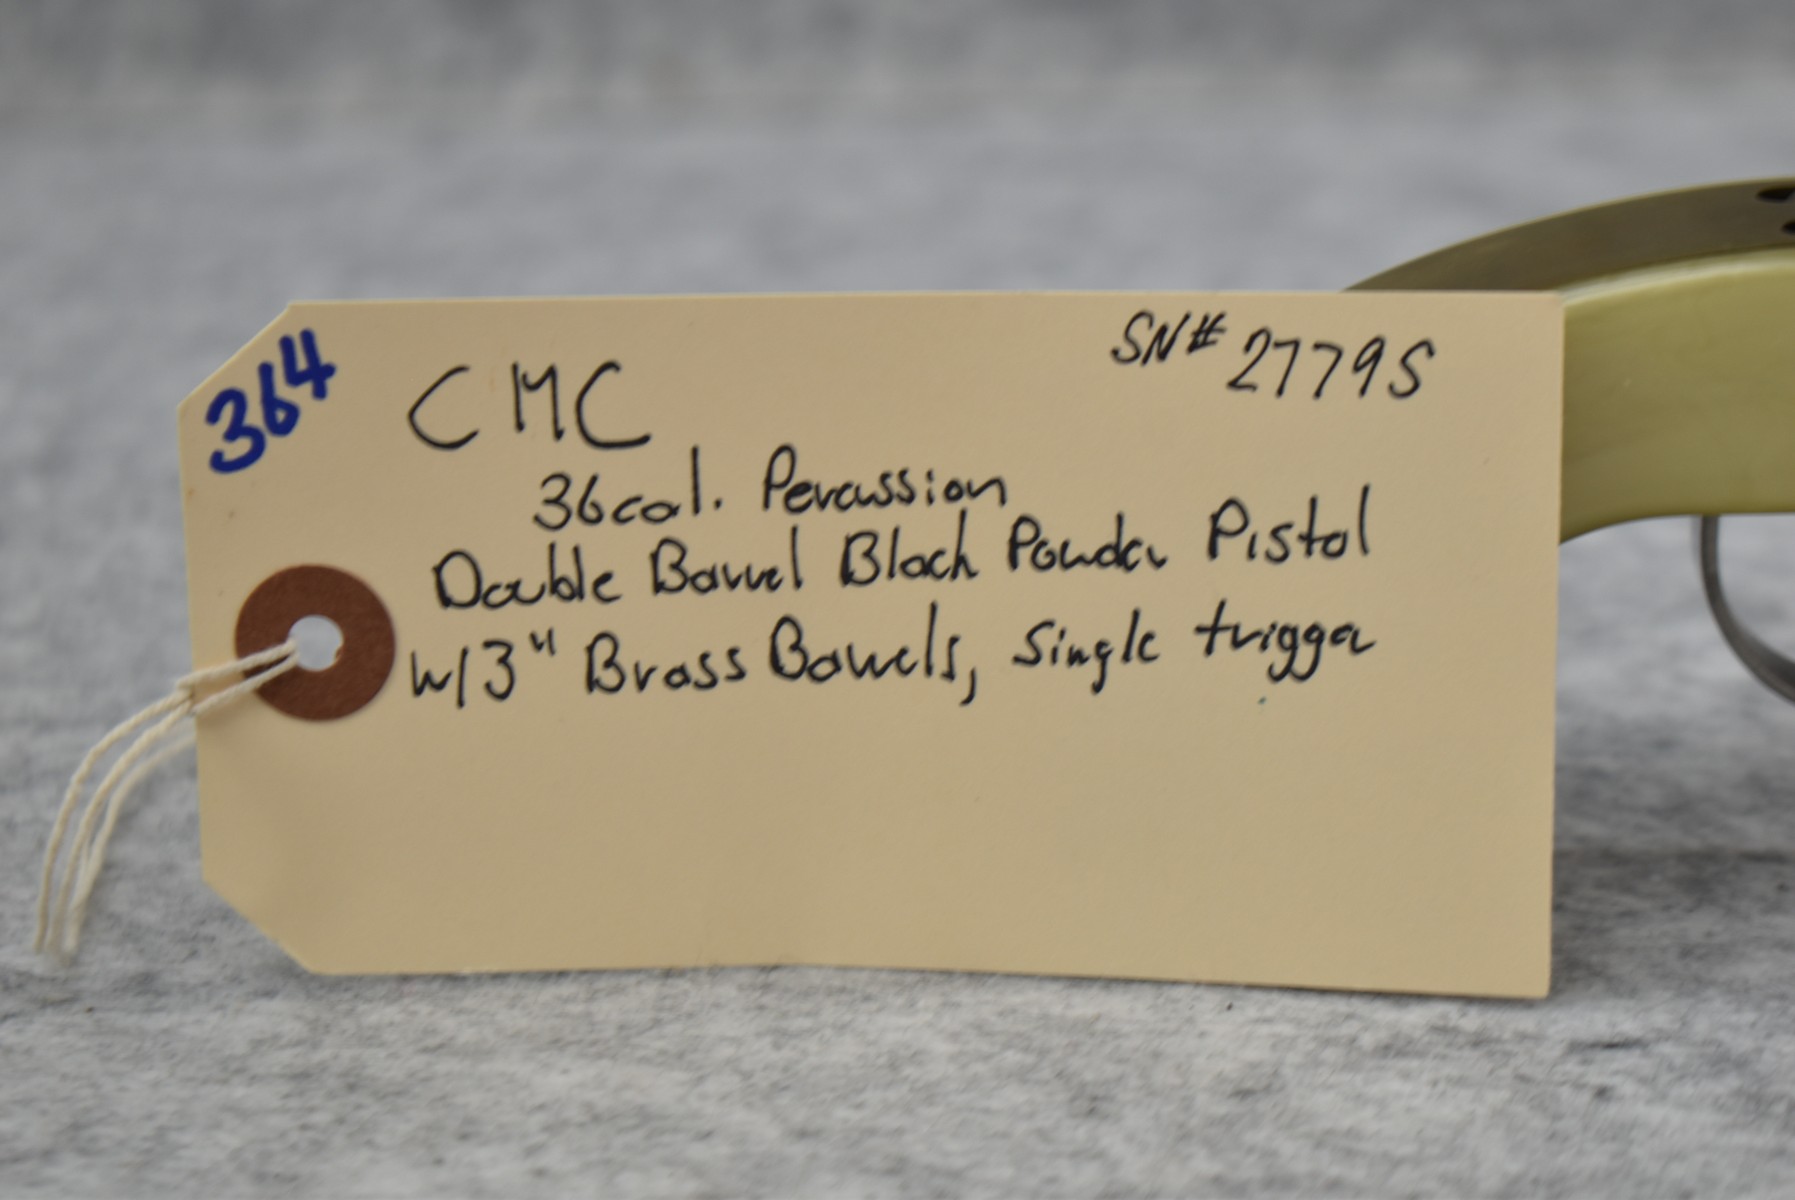 364
SN# 2779S
CMC
36cal. Percussion
Double Barrel Black Powder Pistol
w/3" Brass Barrels, single trigger